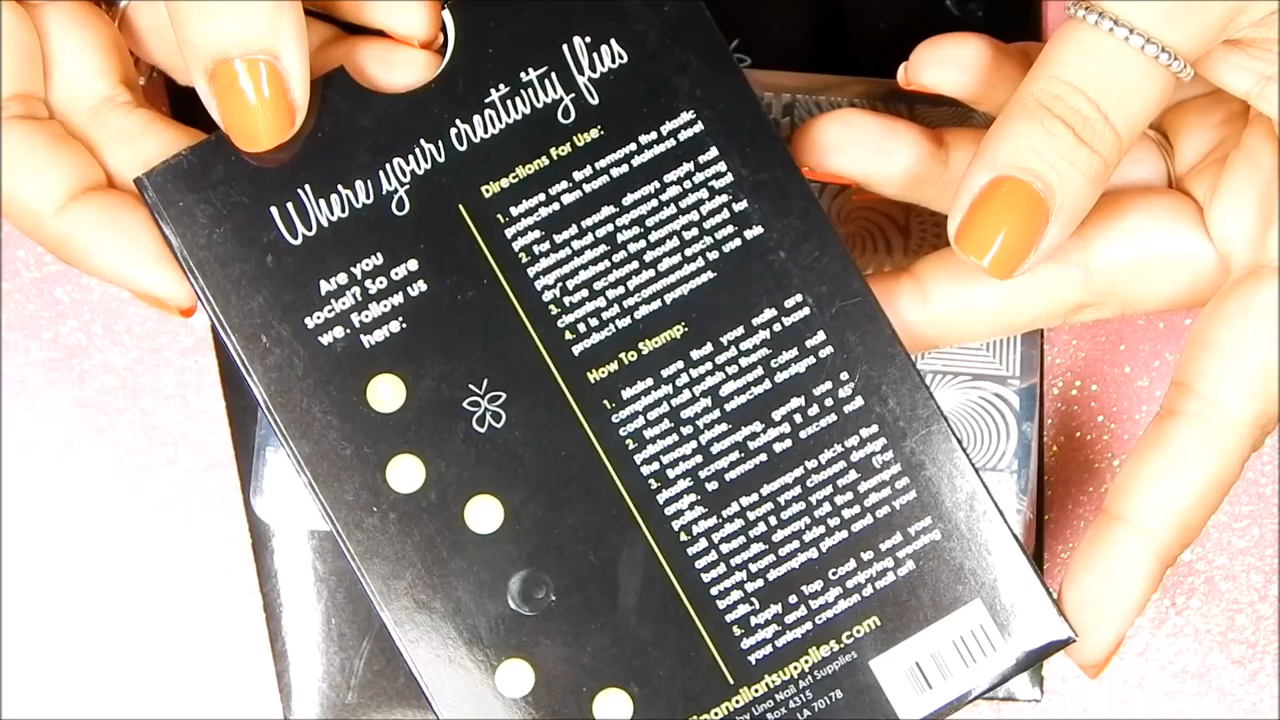 Where your creativity flies
Are you
social? So are
we. Follow us
here:
Directions For Use:
1. Before use, first remove the plastic
protective film from the stainless steel
plate.
2. For best results, always apply nail
polishes that are opaque with a strong
pigmentation. Also, avoid using "fast
dry" polishes on the stamping plate.
3. Pure acetone should be used for
cleaning the plate after each use.
4. It is not recommended to use this
product for other purposes.
How To Stamp:
1. Make sure that your nails are
completely oil free and apply a base
coat and nail polish to them.
2. Next, apply different color nail
polishes to your selected designs on
the image plate.
3. Before stamping, gently use a
plastic scraper, holding it at a 45°
angle, to remove the excess nail
polish.
4. After, roll the stamper to pick up the
nail polish from your chosen design
and then roll it onto your nail. (For
best results, always roll the stamper
evenly from one side to the other on
both the stamping plate and on your
nails.)
5. Apply a Top Coat to seal your
design, and begin enjoying wearing
your unique creation of nail art!
linanailartsupplies.com
by Lina Nail Art Supplies
Box 4315
LA 70178